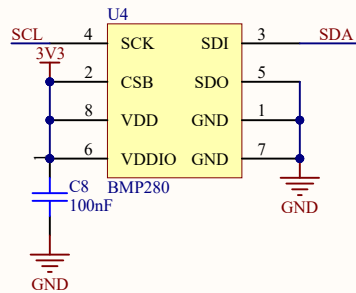 U4
SCL 4 SCK SDI 3 SDA
3V3
2 CSB SDO 5
8 VDD GND 1
6 VDDIO GND 7
1
C8 BMP280
100nF
GND
GND